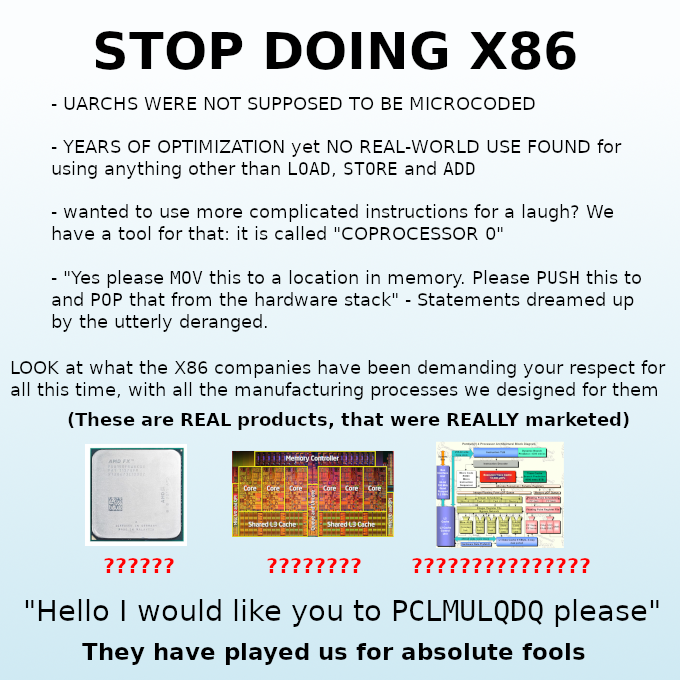 STOP DOING X86
- UARCHS WERE NOT SUPPOSED TO BE MICROCODED
- YEARS OF OPTIMIZATION yet NO REAL-WORLD USE FOUND for
using anything other than LOAD, STORE and ADD
- wanted to use more complicated instructions for a laugh? We
have a tool for that: it is called "COPROCESSOR 0"
- "Yes please MOV this to a location in memory. Please PUSH this to
and POP that from the hardware stack" - Statements dreamed up
by the utterly deranged.
LOOK at what the X86 companies have been demanding your respect for
all this time, with all the manufacturing processes we designed for them
(These are REAL products, that were REALLY marketed)
AMD FX
Memory Controller
Core Core Core Core Core Core
Shared L3 Cache Shared L3 Cache
??????
????????
???????????????
"Hello I would like you to PCLMULQDQ please"
They have played us for absolute fools